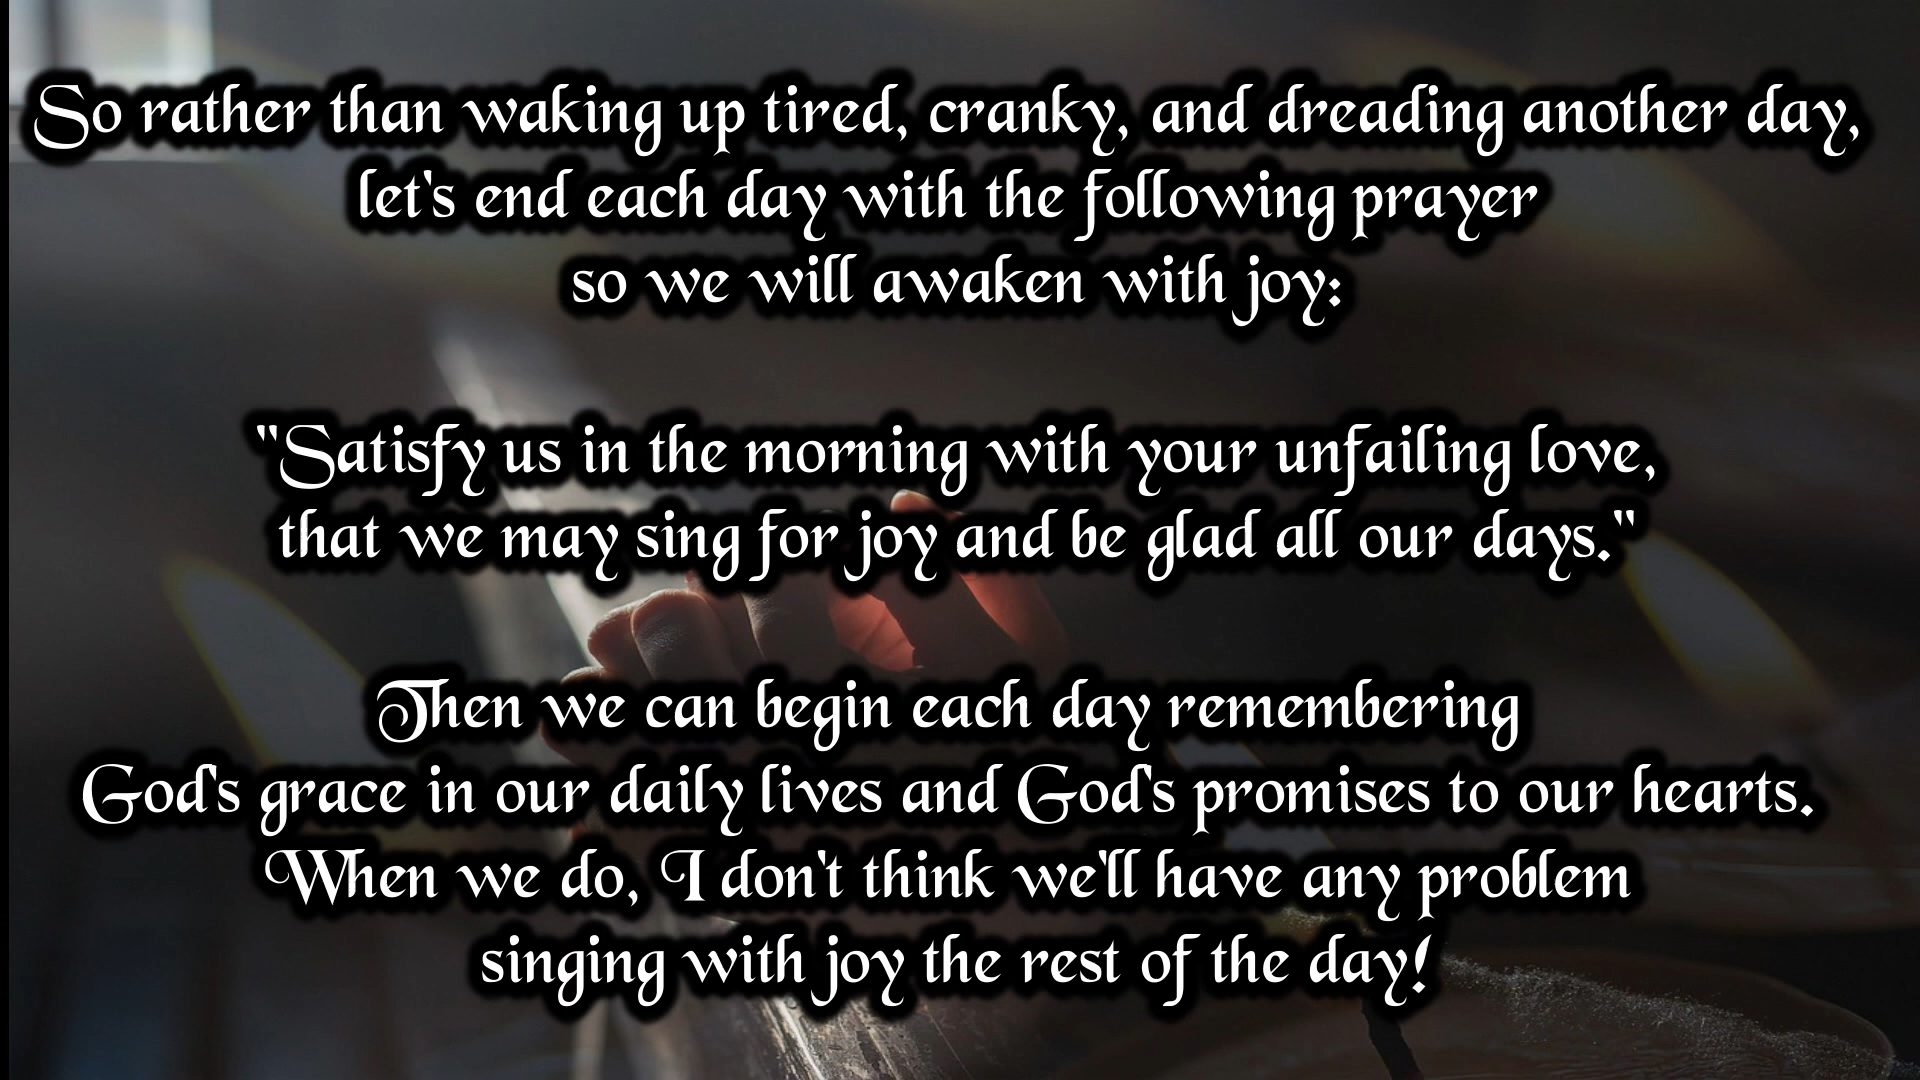 So rather than waking up tired, cranky, and dreading another day,
let's end each day with the following prayer
so we will awaken with joy:
"Satisfy us in the morning with your unfailing love,
that we may sing for joy and be glad all our days."
Then we can begin each day remembering
God's grace in our daily lives and God's promises to our hearts.
When we do, I don't think we'll have any problem
singing with joy the rest of the day!